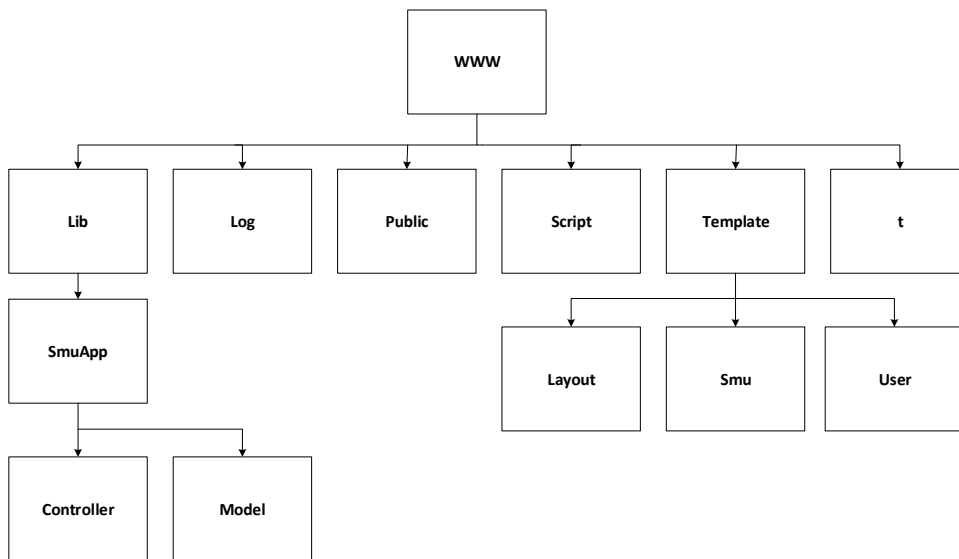 WWW
Lib
Log
Public
Script
Template
t
SmuApp
Layout
Smu
User
Controller
Model